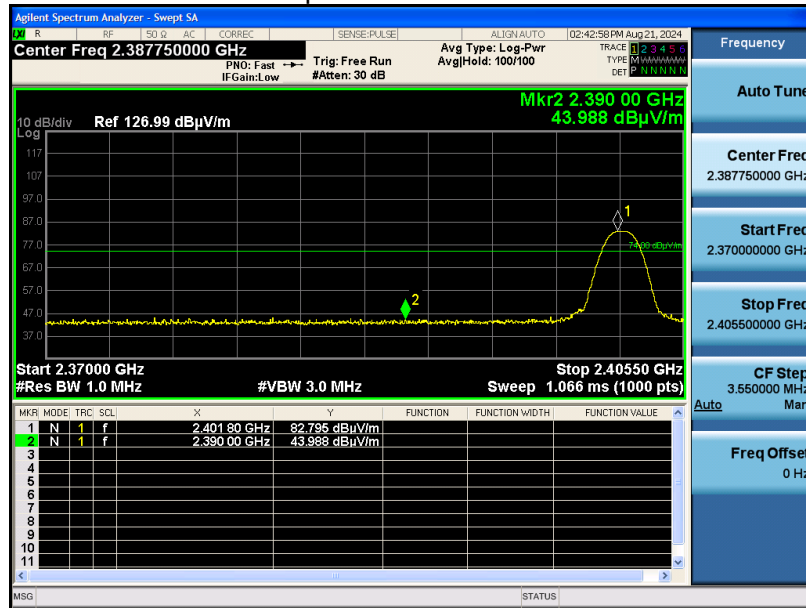 Agilent Spectrum Analyzer - Swept SA
LXI R RF 50 Ω AC CORREC SENSE:PULSE ALIGN AUTO 02:42:58 PM Aug 21, 2024
Center Freq 2.387750000 GHz
PNO: Fast
IFGain:Low
Trig: Free Run
#Atten: 30 dB
Avg Type: Log-Pwr
Avg|Hold: 100/100
TRACE 1 2 3 4 5 6
TYPE M W W W W W
DET P N N N N N
Mkr2 2.390 00 GHz
43.988 dBµV/m
10 dB/div Ref 126.99 dBµV/m
Log
117
107
97.0
87.0
77.0
67.0
57.0
47.0
37.0
1
74.00 dBµV/m
2
Start 2.37000 GHz Stop 2.40550 GHz
#Res BW 1.0 MHz #VBW 3.0 MHz Sweep 1.066 ms (1000 pts)
MKR MODE TRC SCL X Y FUNCTION FUNCTION WIDTH FUNCTION VALUE
1 N 1 f 2.401 80 GHz 82.795 dBµV/m
2 N 1 f 2.390 00 GHz 43.988 dBµV/m
3
4
5
6
7
8
9
10
11
MSG STATUS
Frequency
Auto Tune
Center Freq
2.387750000 GHz
Start Freq
2.370000000 GHz
Stop Freq
2.405500000 GHz
CF Step
3.550000 MHz
Auto Man
Freq Offset
0 Hz